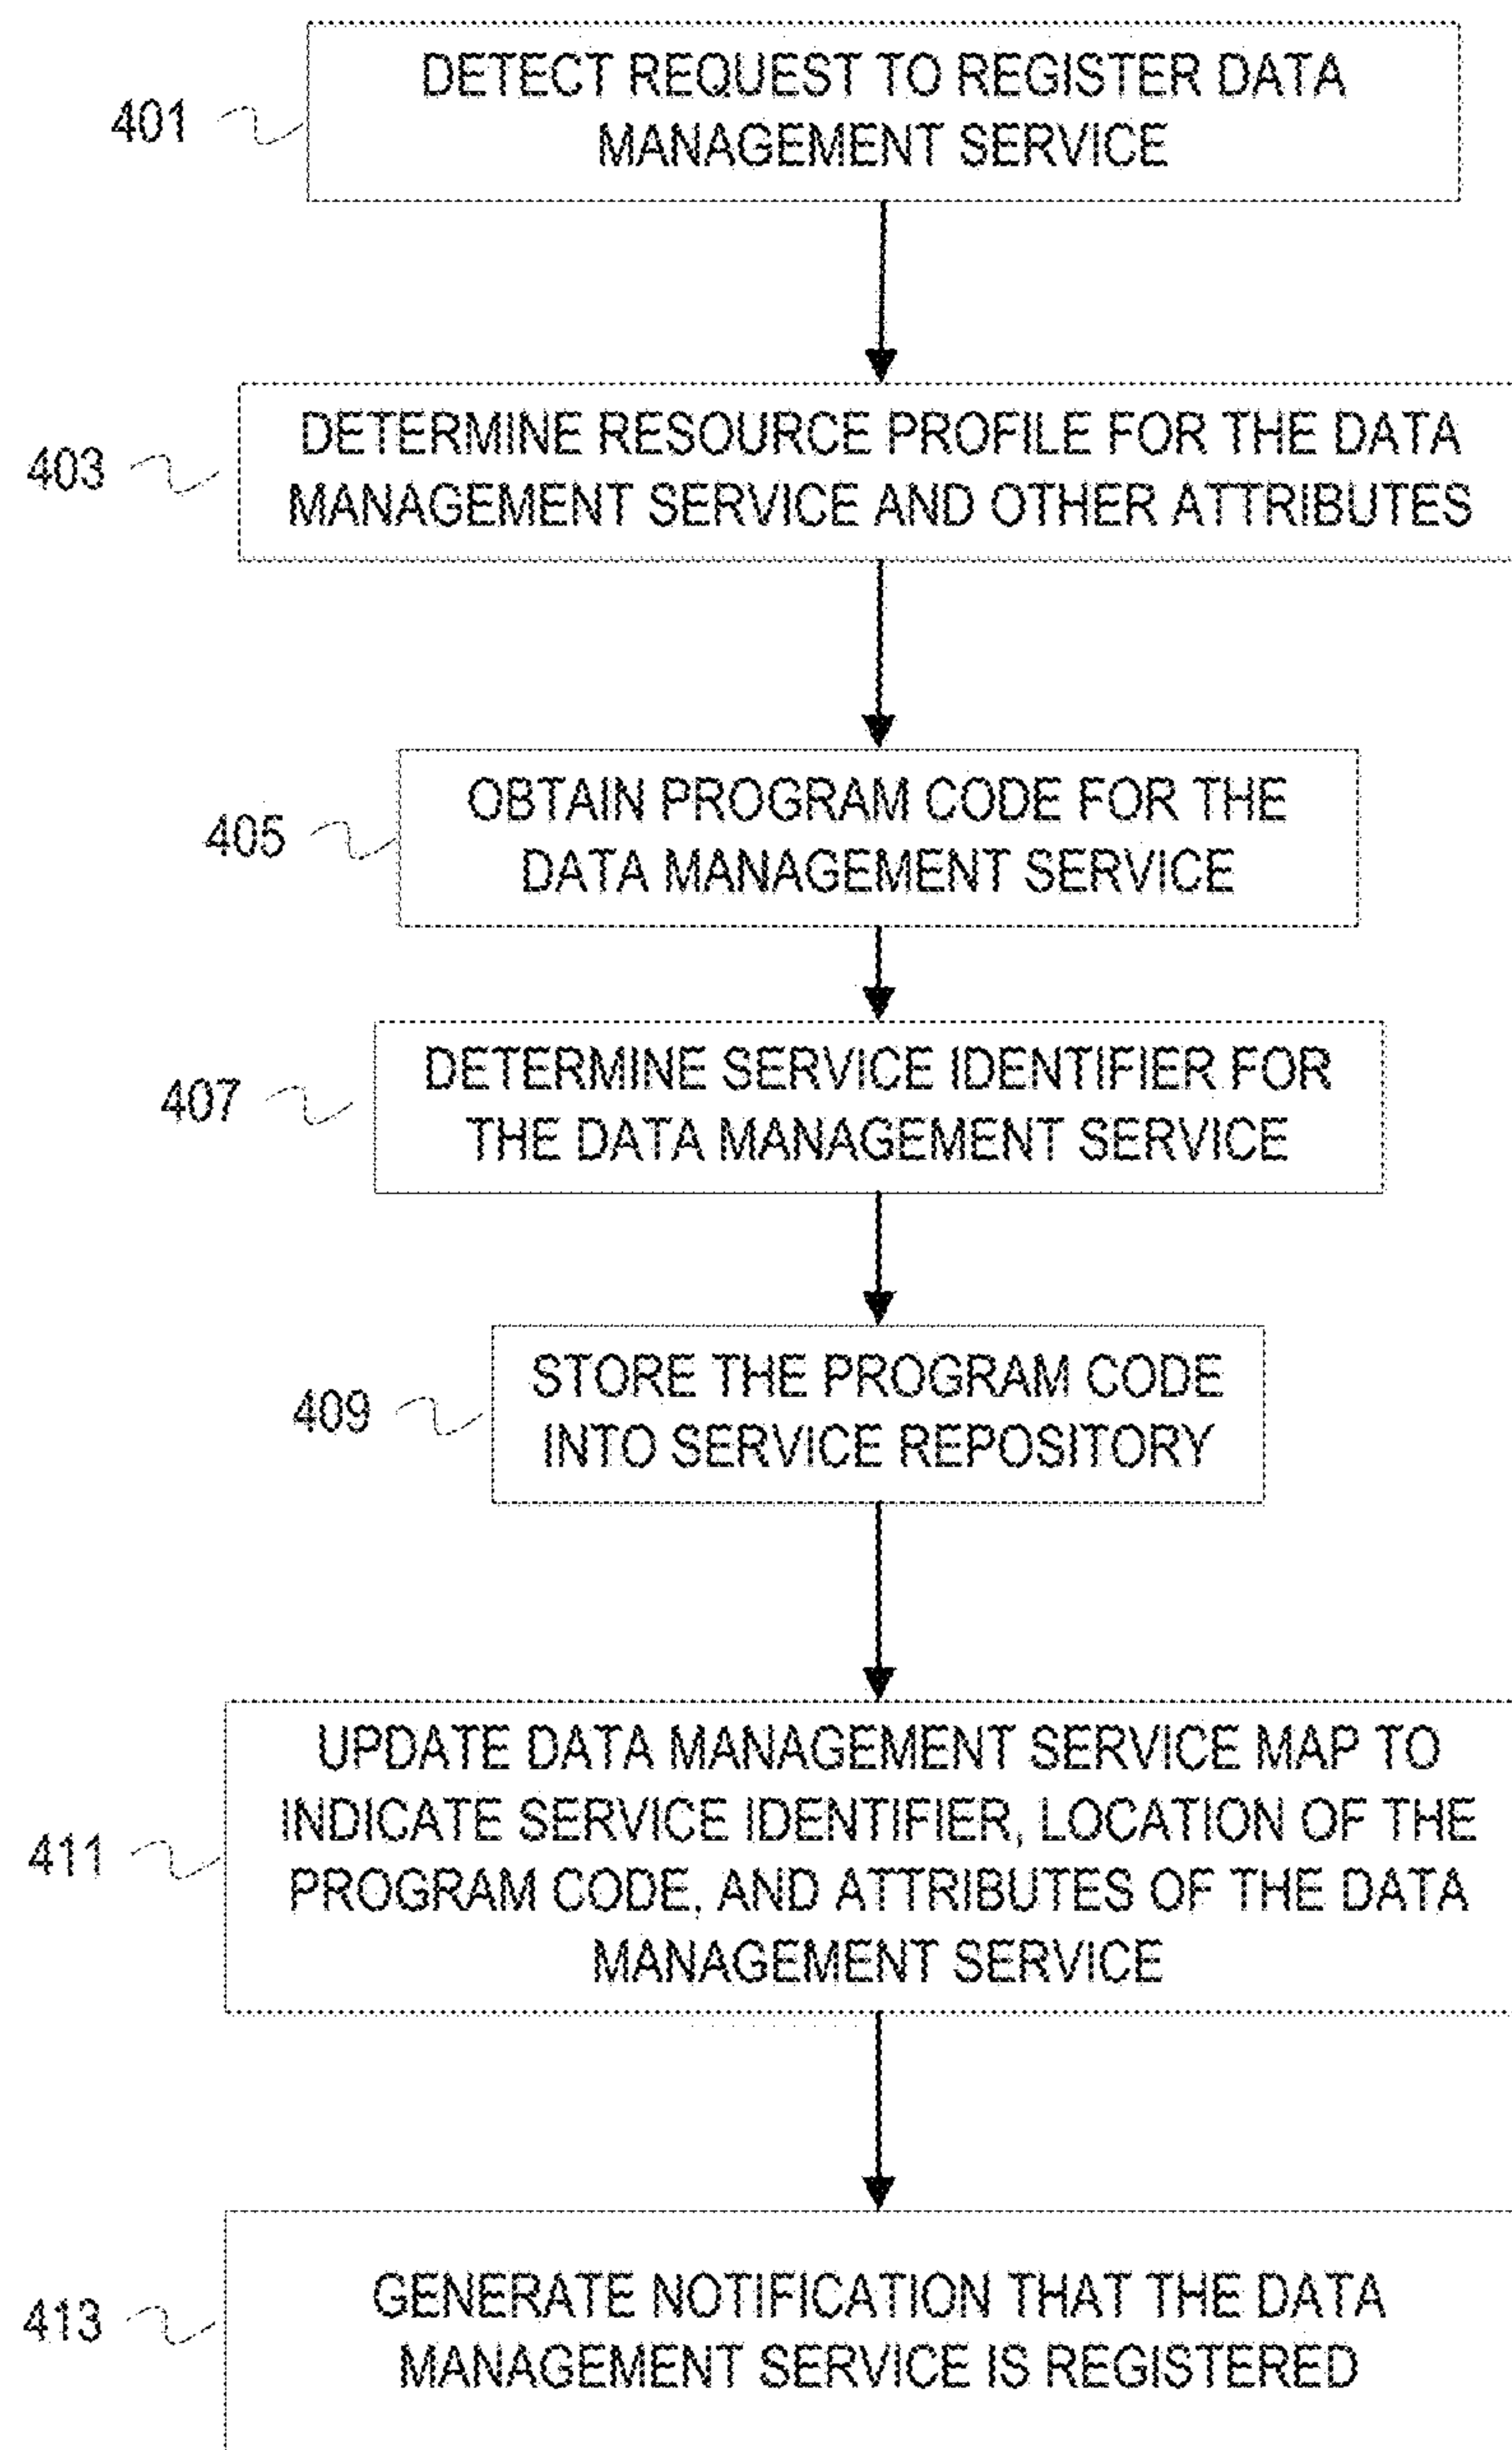 DETECT REQUEST TO REGISTER DATA
MANAGEMENT SERVICE
401
DETERMINE RESOURCE PROFILE FOR THE DATA
MANAGEMENT SERVICE AND OTHER ATTRIBUTES
403
OBTAIN PROGRAM CODE FOR THE
DATA MANAGEMENT SERVICE
405
DETERMINE SERVICE IDENTIFIER FOR
THE DATA MANAGEMENT SERVICE
407
STORE THE PROGRAM CODE
INTO SERVICE REPOSITORY
409
UPDATE DATA MANAGEMENT SERVICE MAP TO
INDICATE SERVICE IDENTIFIER, LOCATION OF THE
PROGRAM CODE, AND ATTRIBUTES OF THE DATA
MANAGEMENT SERVICE
411
GENERATE NOTIFICATION THAT THE DATA
MANAGEMENT SERVICE IS REGISTERED
413